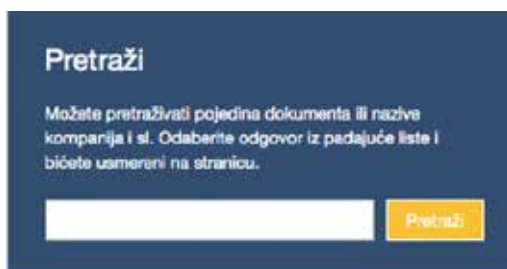 Pretraži
Možete pretraživati pojedina dokumenta ili nazive
kompanija i sl. Odaberite odgovor iz padajuće liste i
bićete usmereni na stranicu.
Pretraži